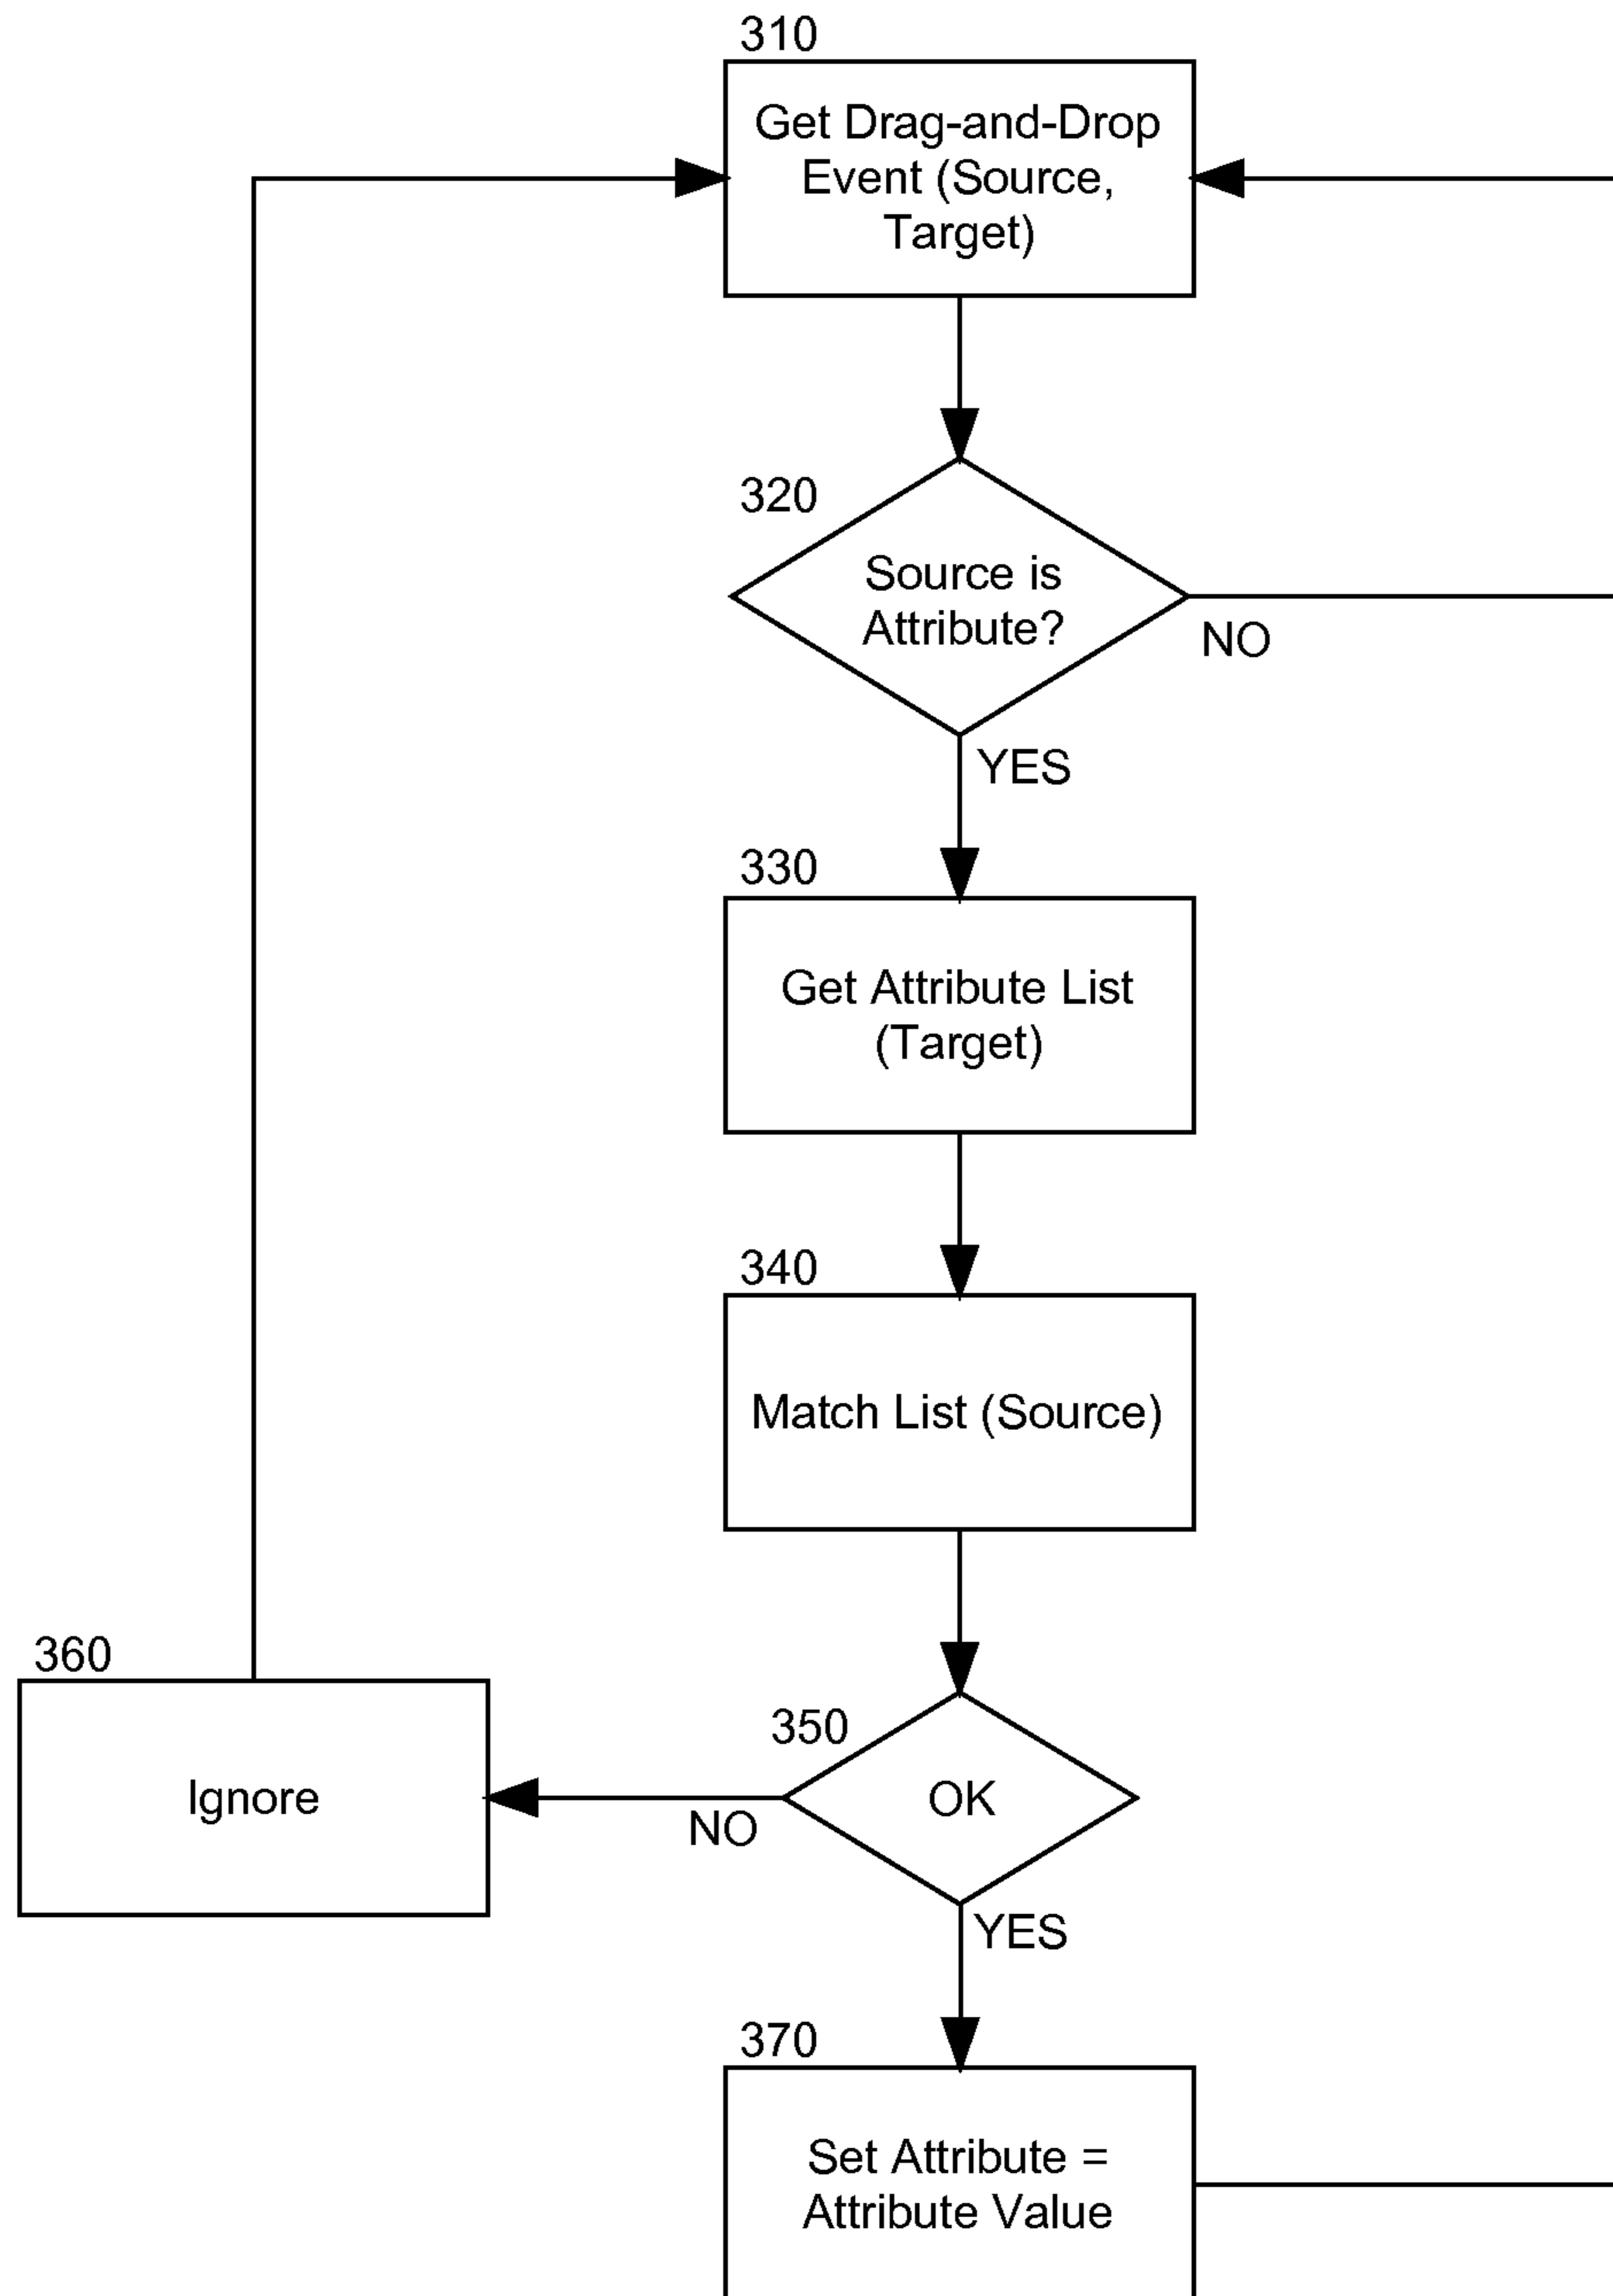 310
Get Drag-and-Drop
Event (Source,
Target)
320
Source is
Attribute?
NO
YES
330
Get Attribute List
(Target)
340
Match List (Source)
360
Ignore
350
OK
NO
YES
370
Set Attribute =
Attribute Value